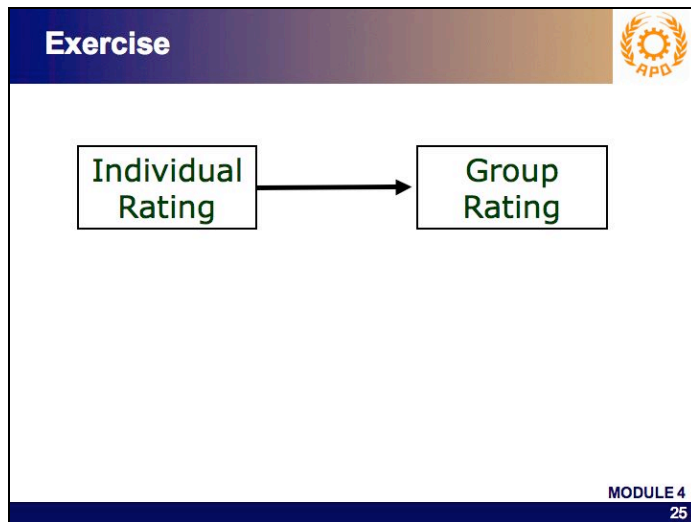 Exercise
APO
Individual
Rating
Group
Rating
MODULE 4
25